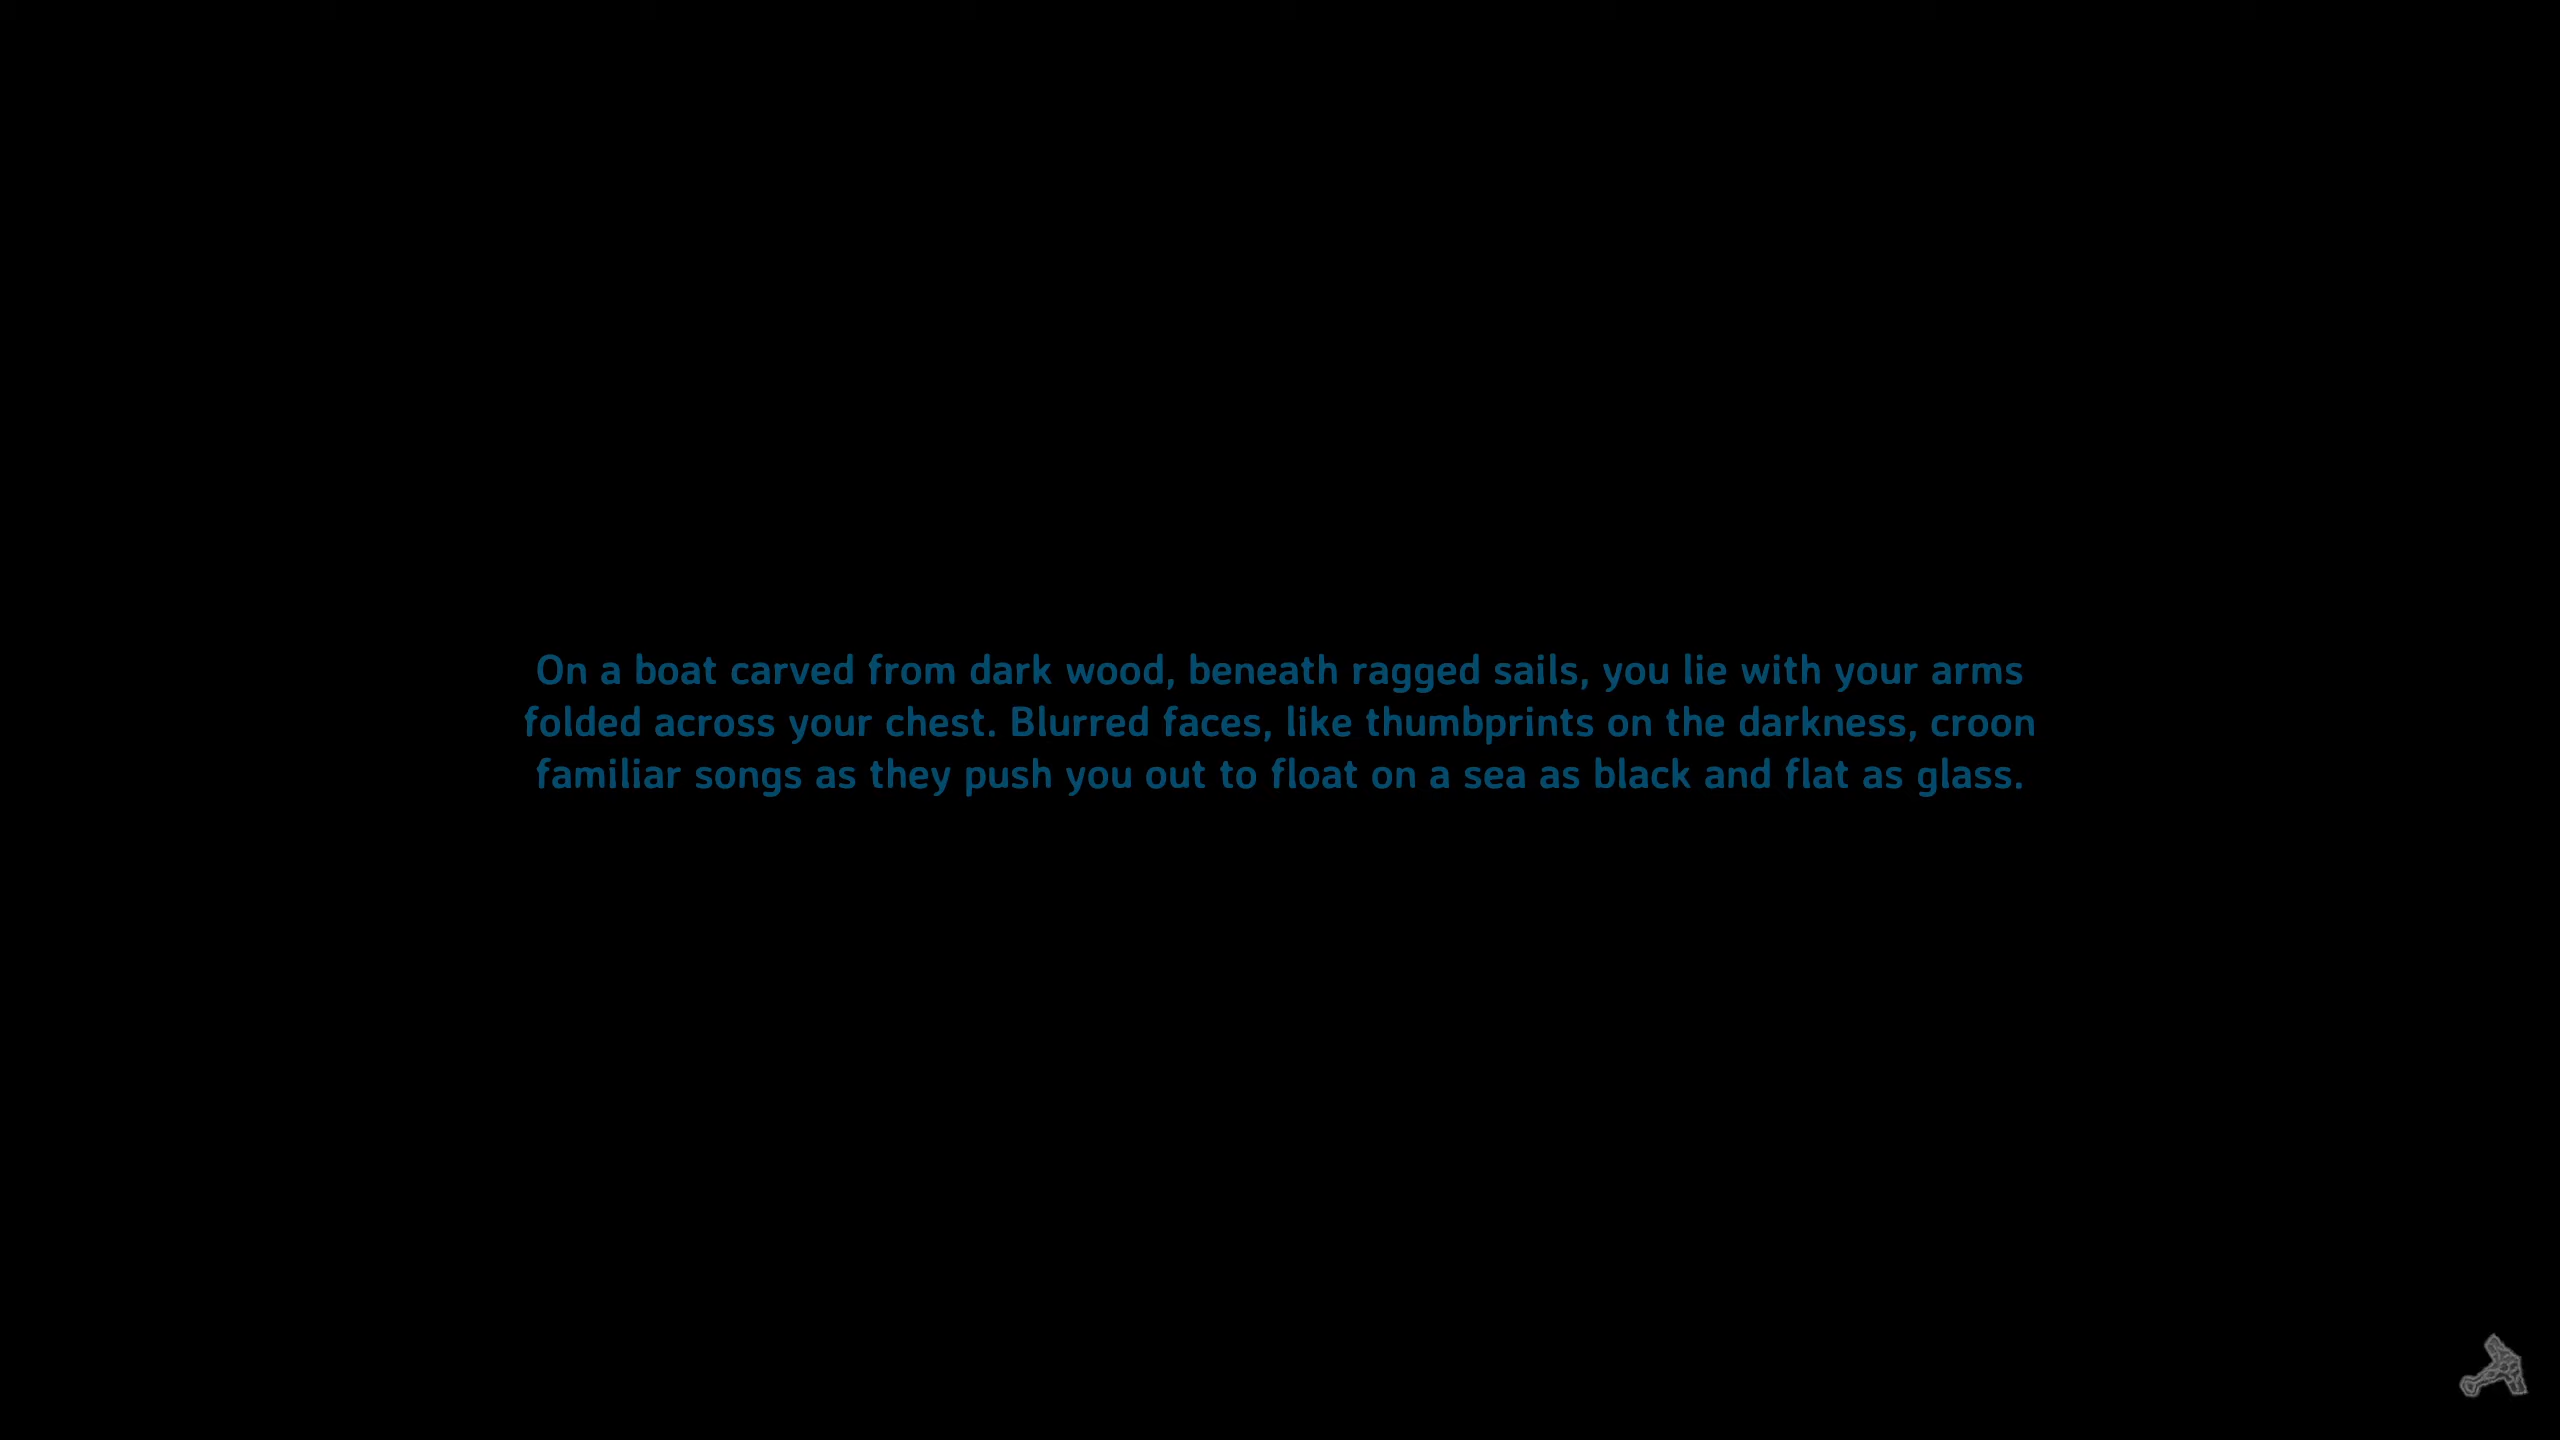 On a boat carved from dark wood, beneath ragged sails, you lie with your arms
folded across your chest. Blurred faces, like thumbprints on the darkness, croon
familiar songs as they push you out to float on a sea as black and flat as glass.